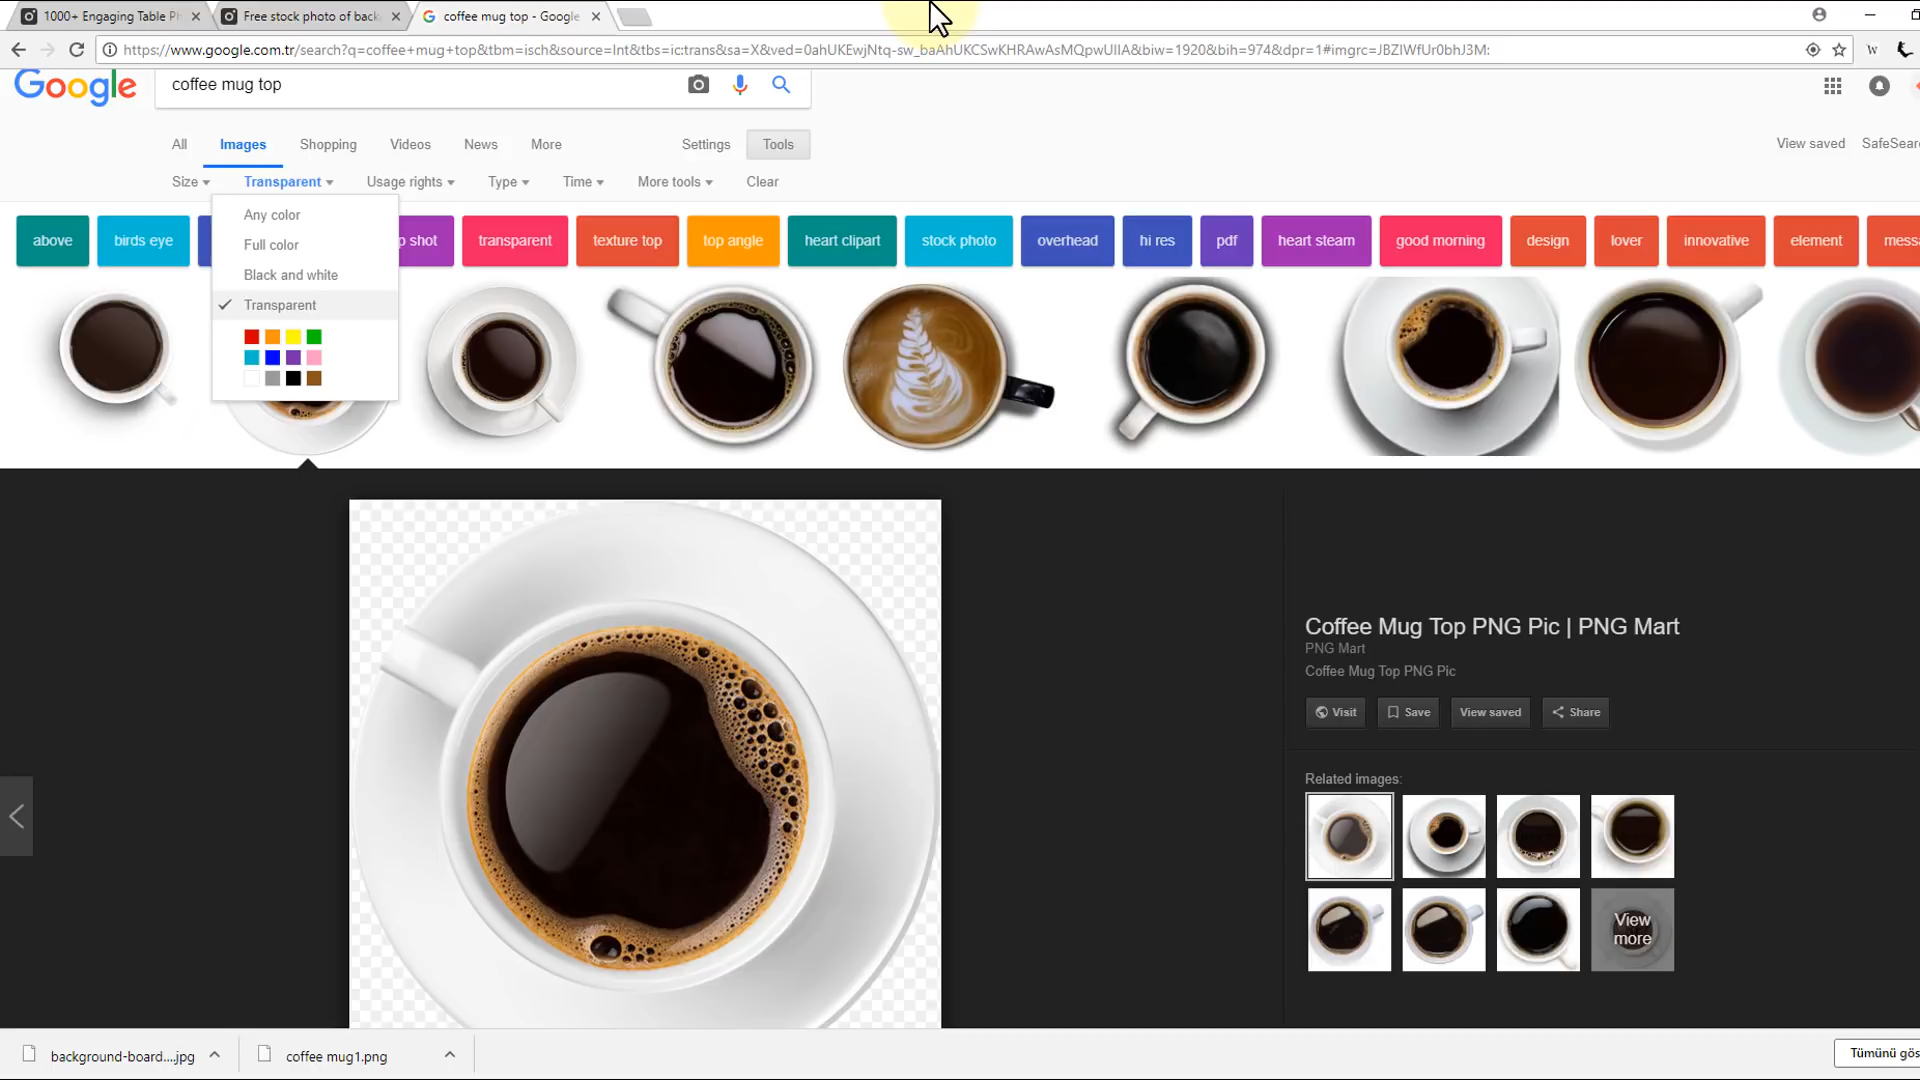 1000+ Engaging Table Ph
Free stock photo of back
coffee mug top - Google
https://www.google.com.tr/search?q=coffee+mug+top&tbm=isch&source=lnt&tbs=ic:trans&sa=X&ved=0ahUKEwjNtq-sw_baAhUKCSwKHRAwAsMQpwUIIA&biw=1920&bih=974&dpr=1#imgrc=JBZIWfUr0bhJ3M:
W
Google
coffee mug top
All Images Shopping Videos News More Settings Tools
View saved SafeSear
Size Transparent Usage rights Type Time More tools Clear
Any color
Full color
Black and white
Transparent
above birds eye p shot transparent texture top top angle heart clipart stock photo overhead hi res pdf heart steam good morning design lover innovative element mess
Coffee Mug Top PNG Pic | PNG Mart
PNG Mart
Coffee Mug Top PNG Pic
Visit Save View saved Share
Related images:
View
more
background-board....jpg
coffee mug1.png
Tümünü gös